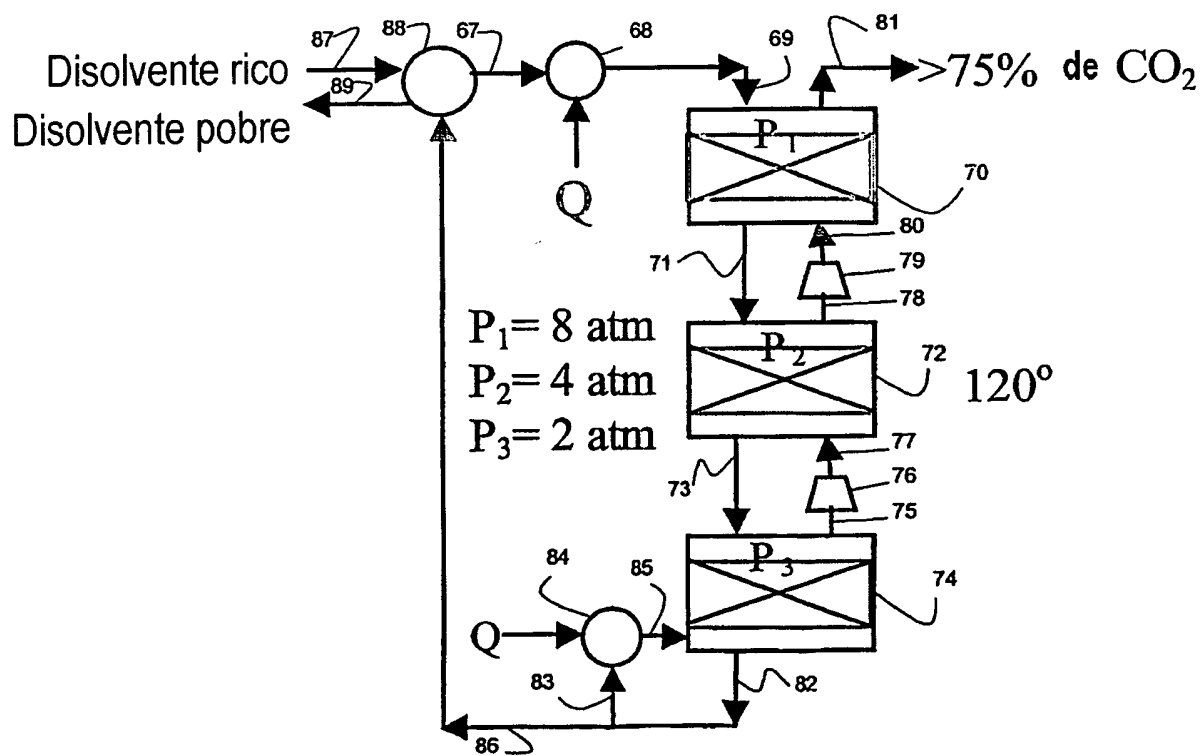 87
88
67
68
69
81
Disolvente rico
89
Disolvente pobre
>75% de CO₂
Q
P₁
70
80
71
79
78
P₁= 8 atm
P₂= 4 atm
P₃= 2 atm
P₂
72
120º
77
73
76
75
P₃
74
84
85
Q
83
82
86